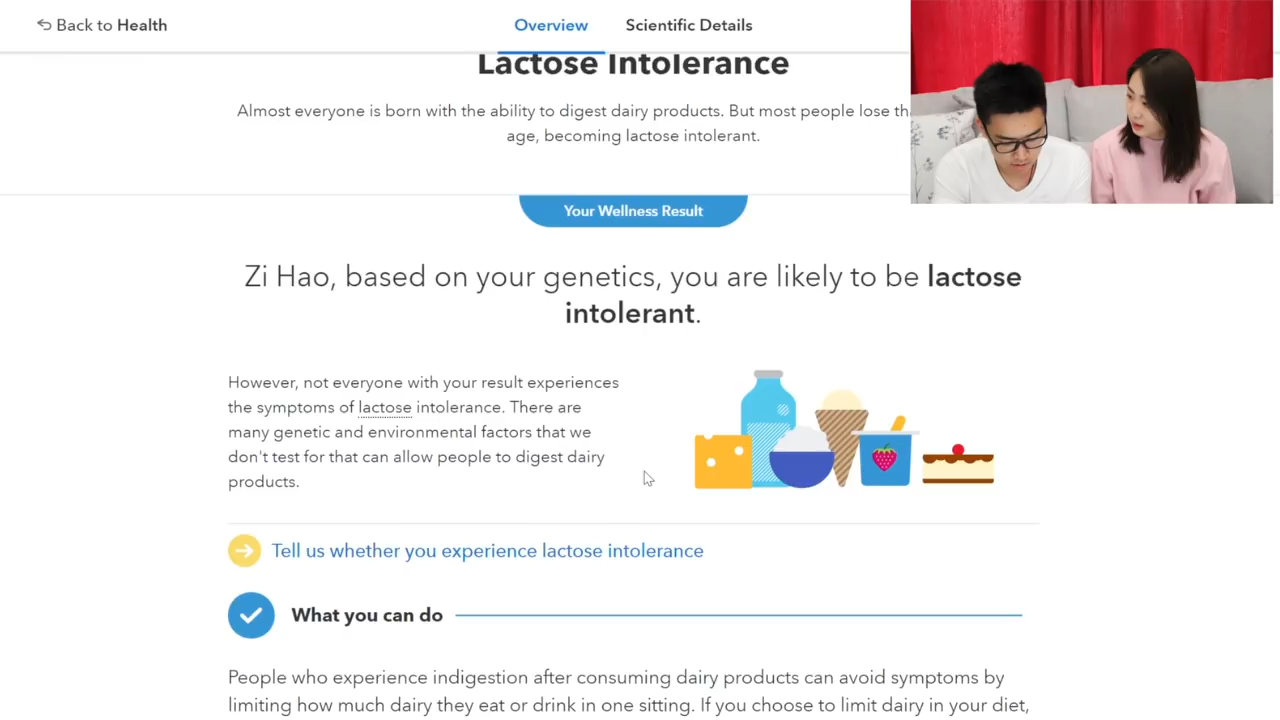 Back to Health
Overview
Scientific Details
Lactose Intolerance
Almost everyone is born with the ability to digest dairy products. But most people lose
age, becoming lactose intolerant.
Your Wellness Result
Zi Hao, based on your genetics, you are likely to be lactose
intolerant.
However, not everyone with your result experiences
the symptoms of lactose intolerance. There are
many genetic and environmental factors that we
don't test for that can allow people to digest dairy
products.
Tell us whether you experience lactose intolerance
What you can do
People who experience indigestion after consuming dairy products can avoid symptoms by
limiting how much dairy they eat or drink in one sitting. If you choose to limit dairy in your diet,